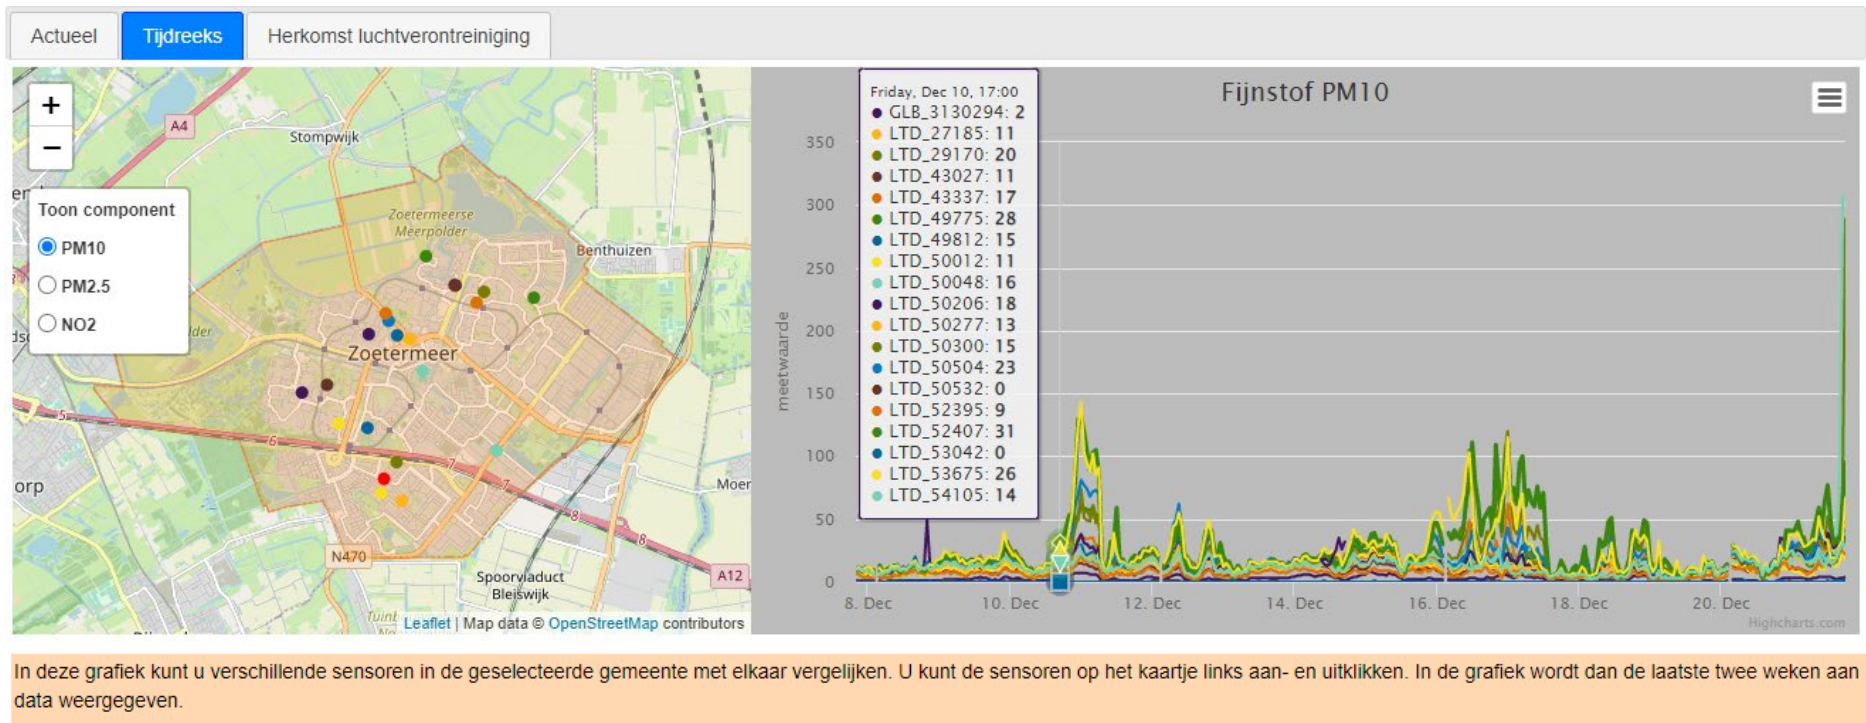 Actueel
Tijdreeks
Herkomst luchtverontreiniging
+
−
Toon component
PM10
PM2.5
NO2
A4
Stompwijk
Zoetermeerse
Meerpolder
Benthuizen
Zoetermeer
5
6
7
7
8
8
orp
Moer
N470
A12
Spoorviaduct
Bleiswijk
Leaflet | Map data © OpenStreetMap contributors
Fijnstof PM10
Friday, Dec 10, 17:00
GLB_3130294: 2
LTD_27185: 11
LTD_29170: 20
LTD_43027: 11
LTD_43337: 17
LTD_49775: 28
LTD_49812: 15
LTD_50012: 11
LTD_50048: 16
LTD_50206: 18
LTD_50277: 13
LTD_50300: 15
LTD_50504: 23
LTD_50532: 0
LTD_52395: 9
LTD_52407: 31
LTD_53042: 0
LTD_53675: 26
LTD_54105: 14
meetwaarde
350
300
250
200
150
100
50
0
8. Dec
10. Dec
12. Dec
14. Dec
16. Dec
18. Dec
20. Dec
Highcharts.com
In deze grafiek kunt u verschillende sensoren in de geselecteerde gemeente met elkaar vergelijken. U kunt de sensoren op het kaartje links aan- en uitklikken. In de grafiek wordt dan de laatste twee weken aan
data weergegeven.